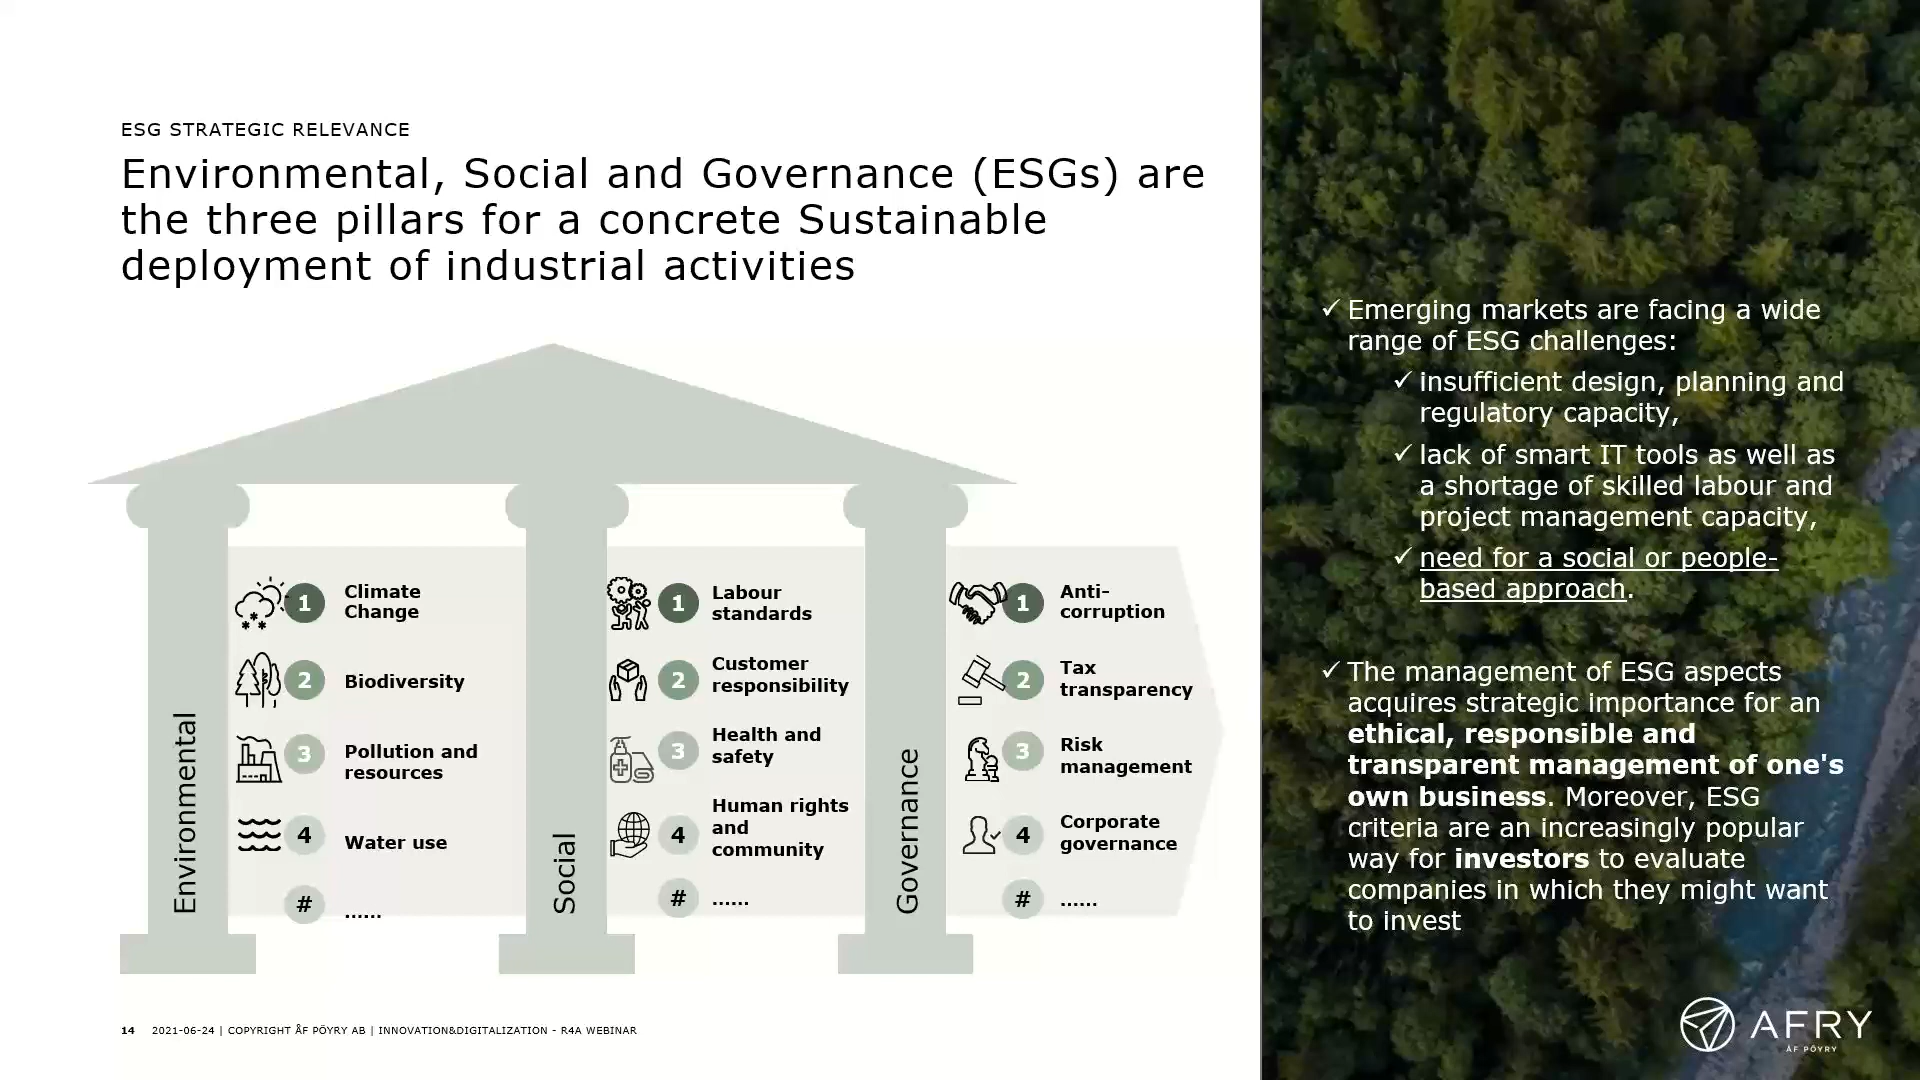 ESG STRATEGIC RELEVANCE
Environmental, Social and Governance (ESGs) are
the three pillars for a concrete Sustainable
deployment of industrial activities
Environmental
1
Climate
Change
2
Biodiversity
3
Pollution and
resources
4
Water use
#
......
Social
1
Labour
standards
2
Customer
responsibility
3
Health and
safety
4
Human rights
and
community
#
......
Governance
1
Anti-
corruption
2
Tax
transparency
3
Risk
management
4
Corporate
governance
#
......
✓ Emerging markets are facing a wide
range of ESG challenges:
✓ insufficient design, planning and
regulatory capacity,
✓ lack of smart IT tools as well as
a shortage of skilled labour and
project management capacity,
✓ need for a social or people-
based approach.
✓ The management of ESG aspects
acquires strategic importance for an
ethical, responsible and
transparent management of one's
own business. Moreover, ESG
criteria are an increasingly popular
way for investors to evaluate
companies in which they might want
to invest
14 2021-06-24 | COPYRIGHT ÅF PÖYRY AB | INNOVATION&DIGITALIZATION - R4A WEBINAR
AFRY
ÅF PÖYRY